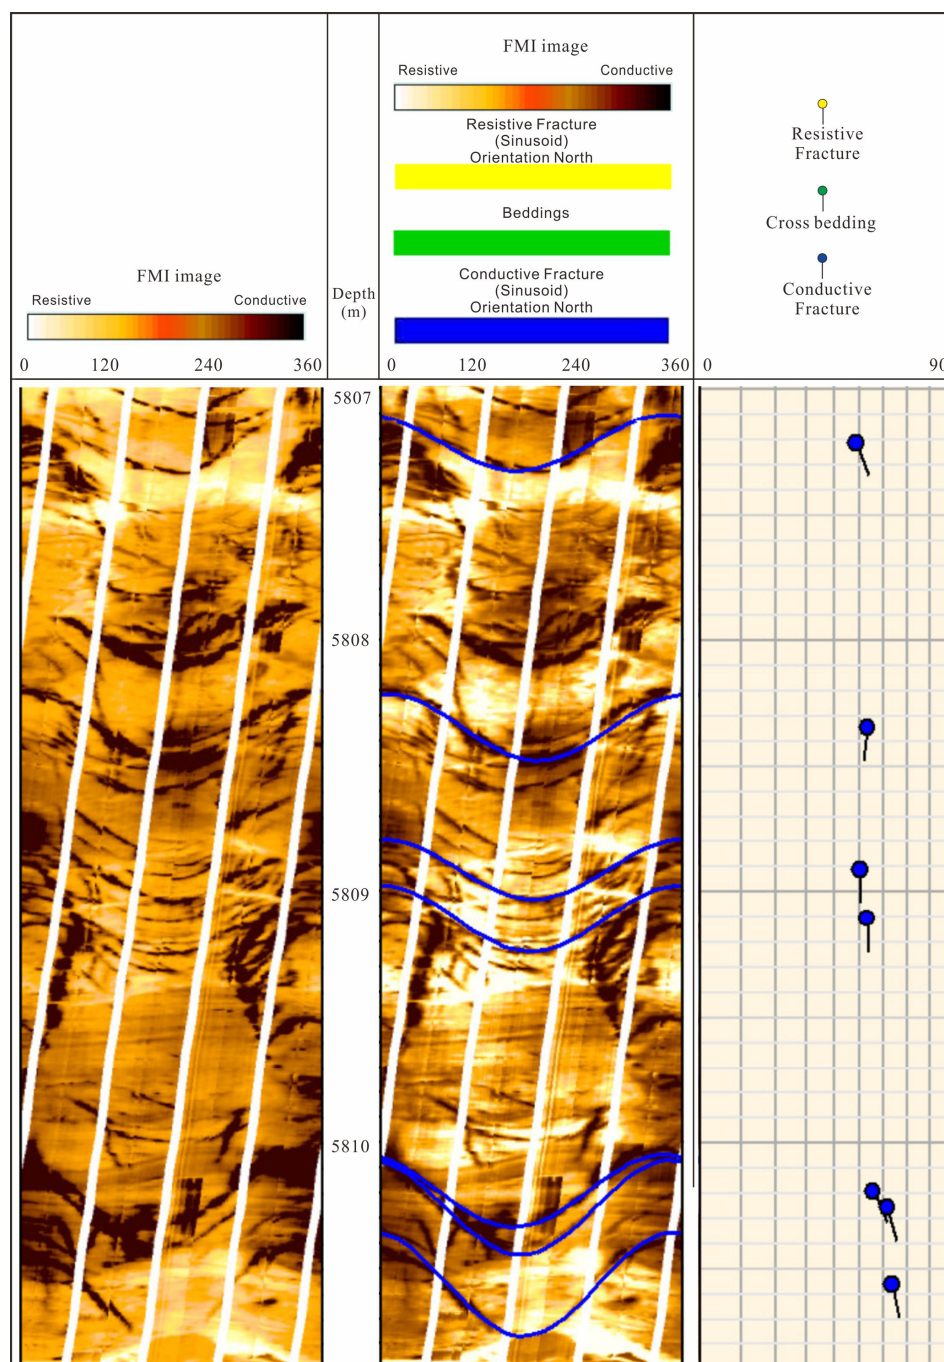 FMI image
Resistive Conductive
0 120 240 360
Depth
(m)
FMI image
Resistive Conductive
Resistive Fracture
(Sinusoid)
Orientation North
Beddings
Conductive Fracture
(Sinusoid)
Orientation North
0 120 240 360
Resistive
Fracture
Cross bedding
Conductive
Fracture
0 90
5807
5808
5809
5810